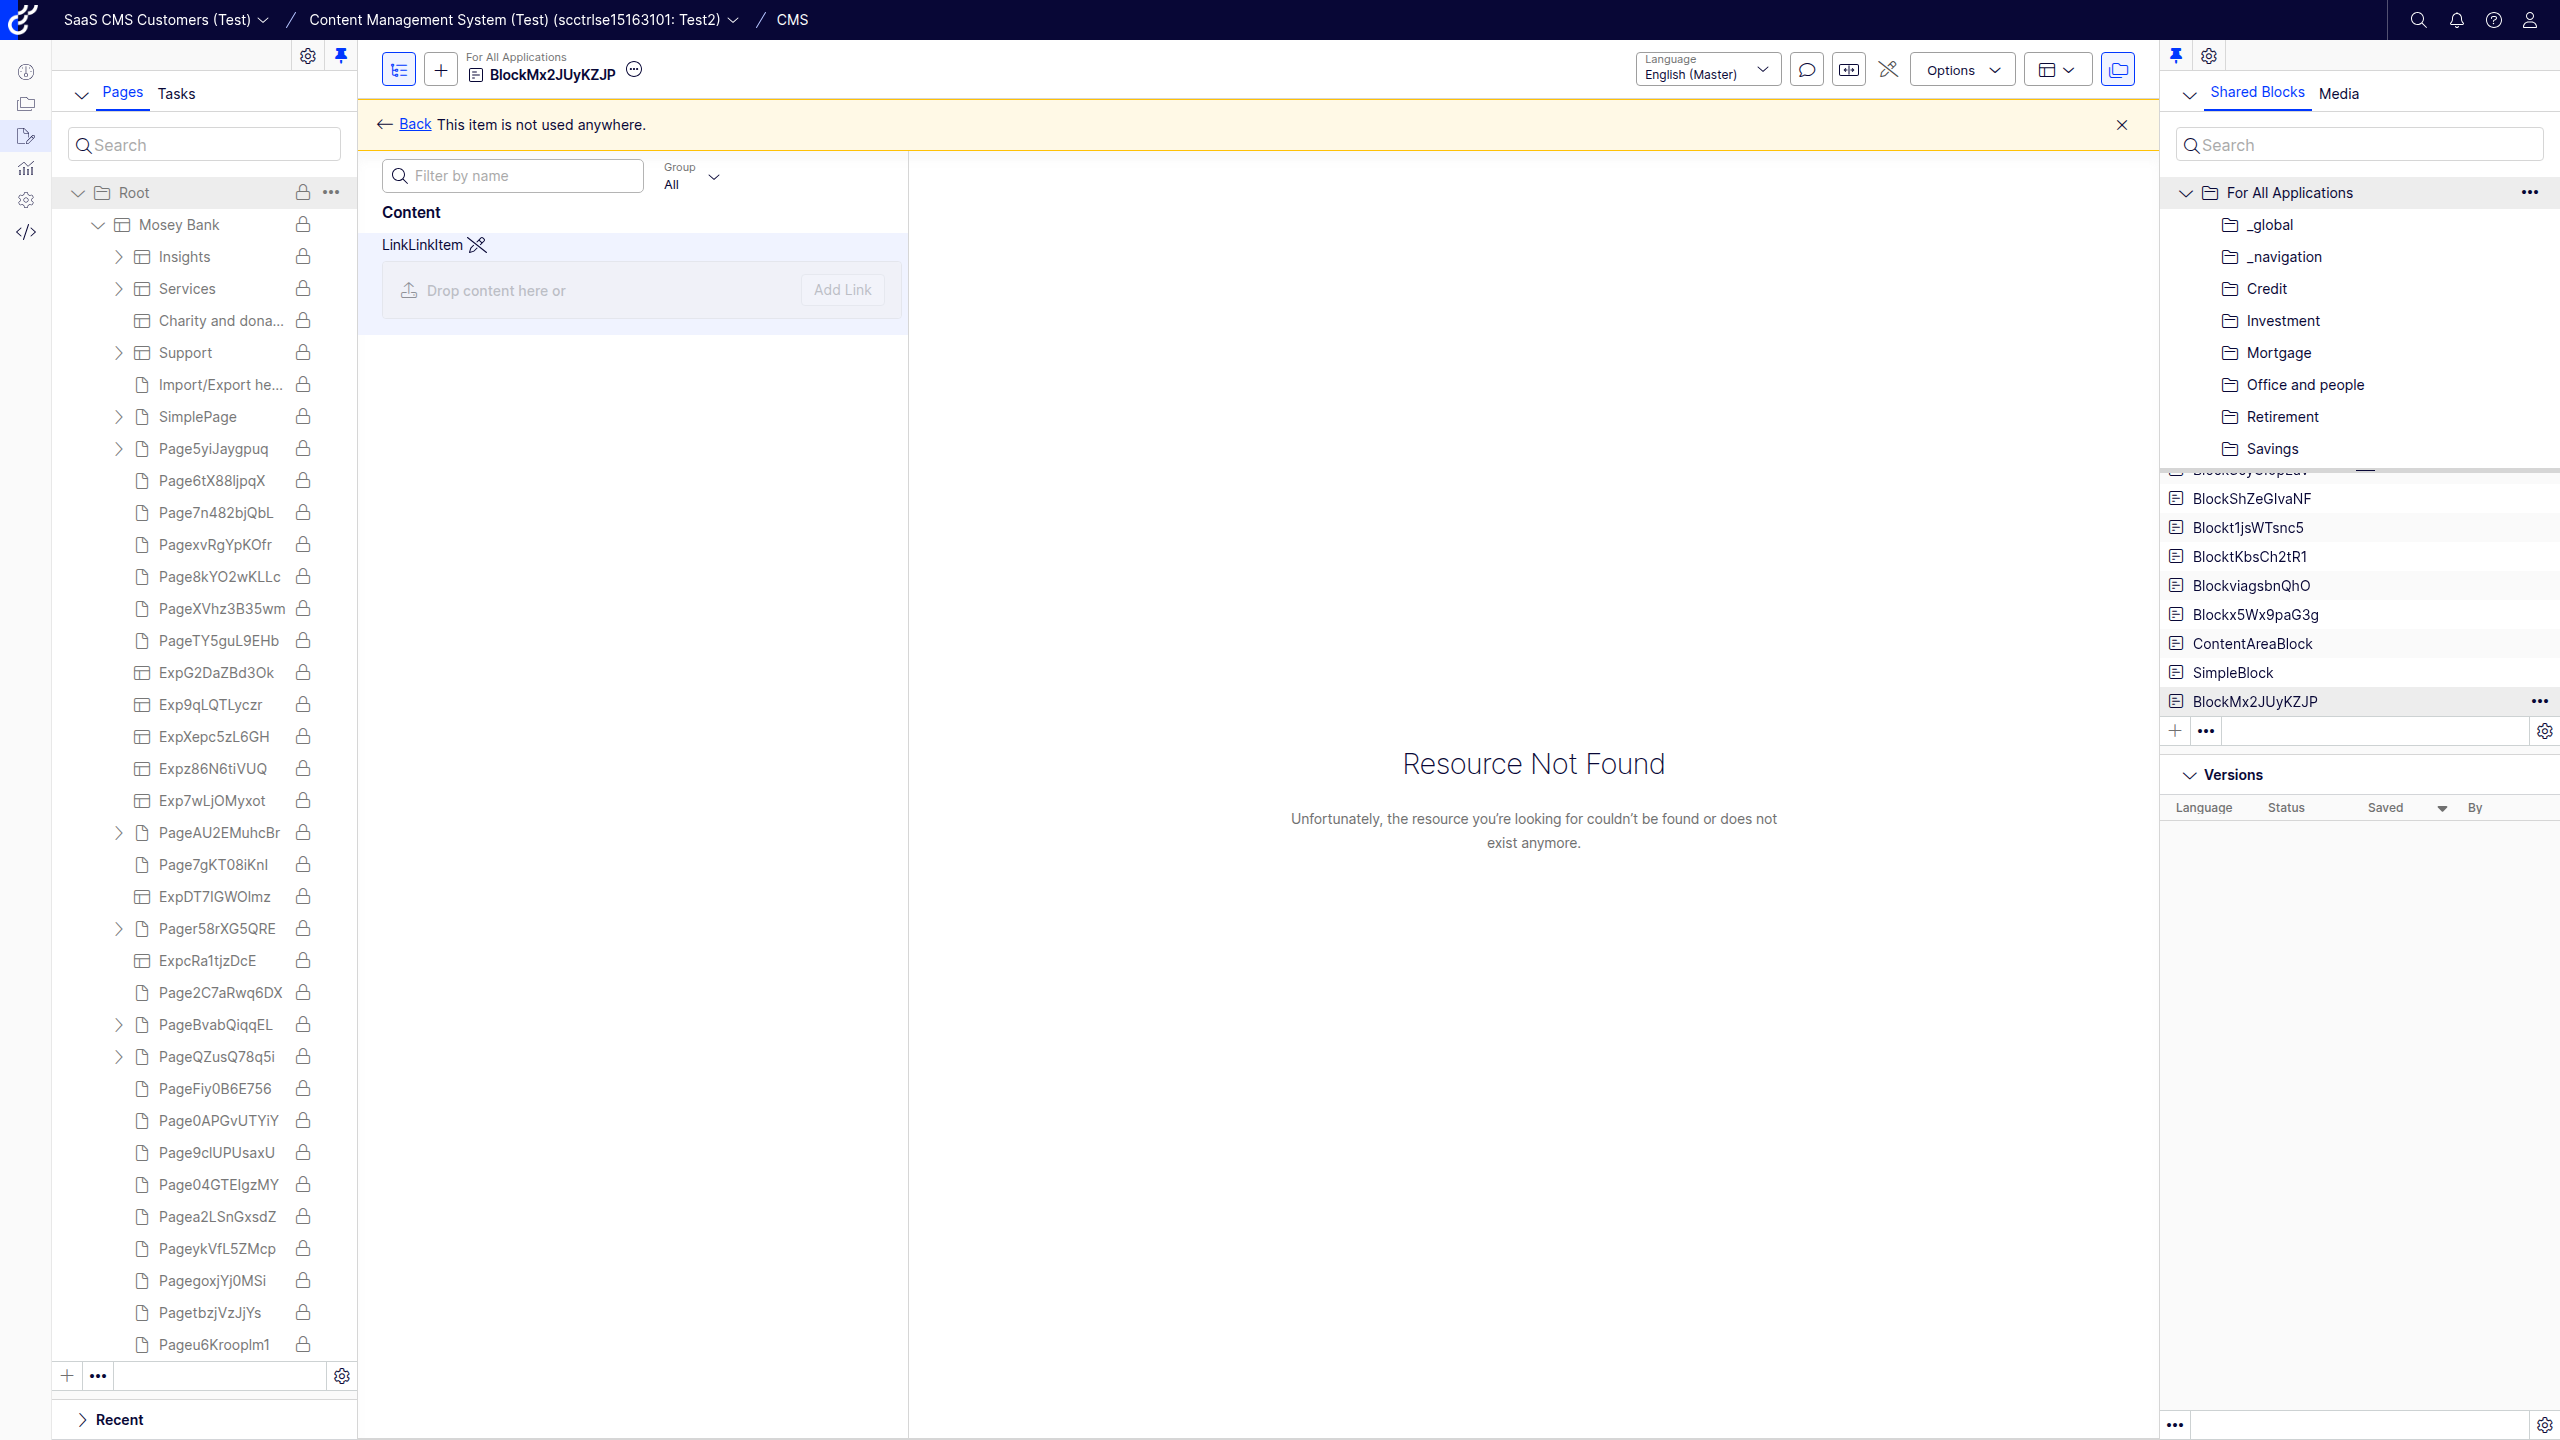 SaaS CMS Customers (Test) / Content Management System (Test) (scctrlse15163101: Test2) / CMS
Pages Tasks
Search
Root
Mosey Bank
Insights
Services
Charity and dona...
Support
Import/Export he...
SimplePage
Page5yiJaygpuq
Page6tX88ljpqX
Page7n482bjQbL
PagexvRgYpKOfr
Page8kYO2wKLLc
PageXVhz3B35wm
PageTY5guL9EHb
ExpG2DaZBd3Ok
Exp9qLQTLyczr
ExpXepc5zL6GH
Expz86N6tiVUQ
Exp7wLjOMyxot
PageAU2EMuhcBr
Page7gKT08iKnI
ExpDT7IGWOlmz
Pager58rXG5QRE
ExpcRa1tjzDcE
Page2C7aRwq6DX
PageBvabQiqqEL
PageQZusQ78q5i
PageFiy0B6E756
Page0APGvUTYiY
Page9clUPUsaxU
Page04GTEIgzMY
Pagea2LSnGxsdZ
PageykVfL5ZMcp
PagegoxjYj0MSi
PagetbzjVzJjYs
Pageu6Krooplm1
Recent
For All Applications
BlockMx2JUyKZJP
Language
English (Master)
Options
Back This item is not used anywhere.
Filter by name
Group
All
Content
LinkLinkItem
Drop content here or
Add Link
Resource Not Found
Unfortunately, the resource you're looking for couldn't be found or does not
exist anymore.
Shared Blocks Media
Search
For All Applications
_global
_navigation
Credit
Investment
Mortgage
Office and people
Retirement
Savings
BlockShZeGlvaNF
Blockt1jsWTsnc5
BlocktKbsCh2tR1
BlockviagsbnQhO
Blockx5Wx9paG3g
ContentAreaBlock
SimpleBlock
BlockMx2JUyKZJP
Versions
Language Status Saved By